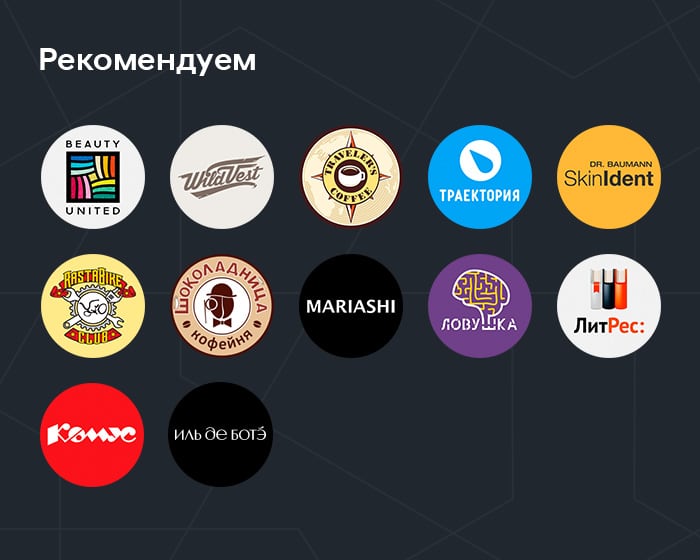 Рекомендуем
BEAUTY
UNITED
WildVest
TRAVELER'S
COFFEE
ТРАЕКТОРИЯ
DR. BAUMANN
SkinIdent
RASTABIKE
CLUB
ШОКОЛАДНИЦА
кофейня
MARIASHI
ЛОВУШКА
ЛитРес:
Комус
ИЛЬ де БОТЭ